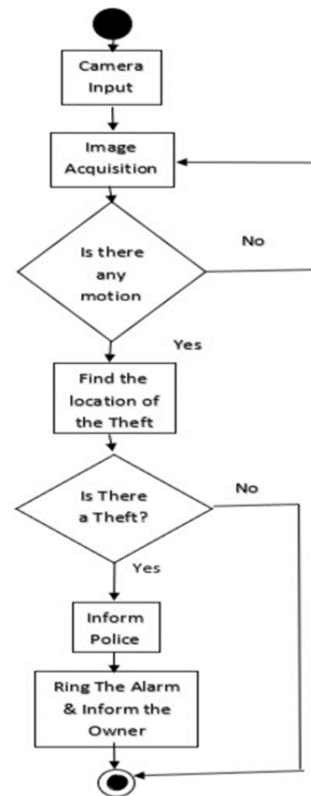 Camera
Input
Image
Acquisition
Is there
any
motion
No
Yes
Find the
location of
the Theft
Is There
a Theft?
No
Yes
Inform
Police
Ring The Alarm
& Inform the
Owner